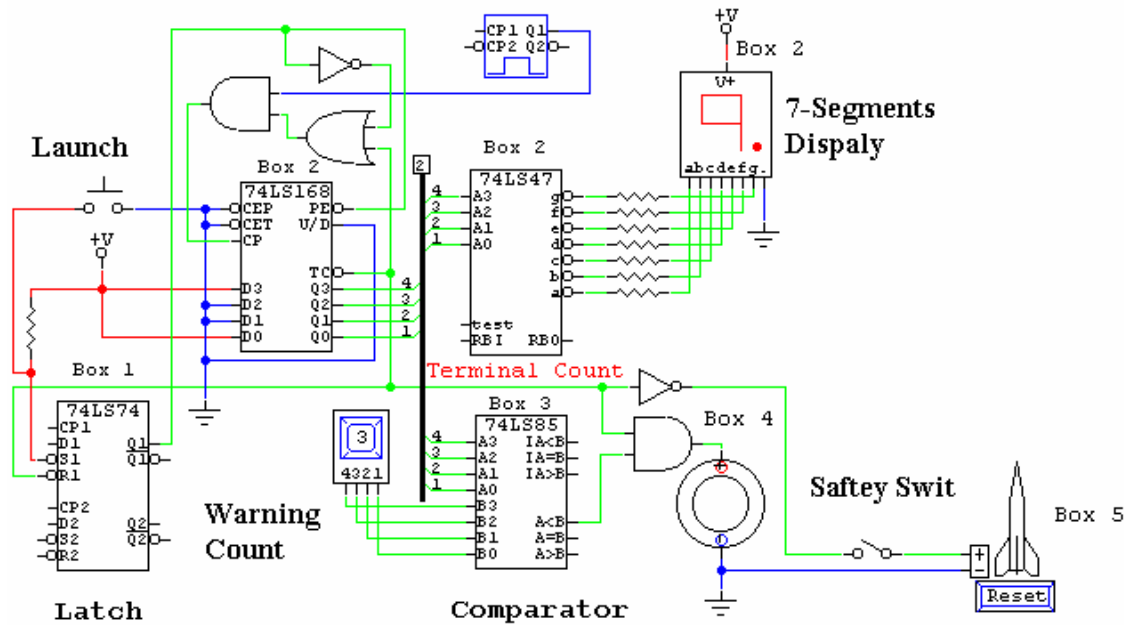 +V
Box 2
CP1 Q1
CP2 Q2
V+
7-Segments
Dispaly
abcdefg.
Launch
Box 2
2
Box 2
74LS168
CEP PE
CET U/D
CP
TC
D3 Q3 4
D2 Q2 3
D1 Q1 2
D0 Q0 1
+V
74LS47
4 A3 g
3 A2 f
2 A1 e
1 A0 d
c
b
a
test
RBI RBO
Terminal Count
Box 1
74LS74
CP1
D1 Q1
S1 Q1
R1
CP2
D2 Q2
S2 Q2
R2
Latch
3
4321
Warning
Count
Box 3
74LS85
4 A3 IA<B
3 A2 IA=B
2 A1 IA>B
1 A0
B3
B2 A<B
B1 A=B
B0 A>B
Comparator
Box 4
+
Saftey Swit
Box 5
+
-
Reset